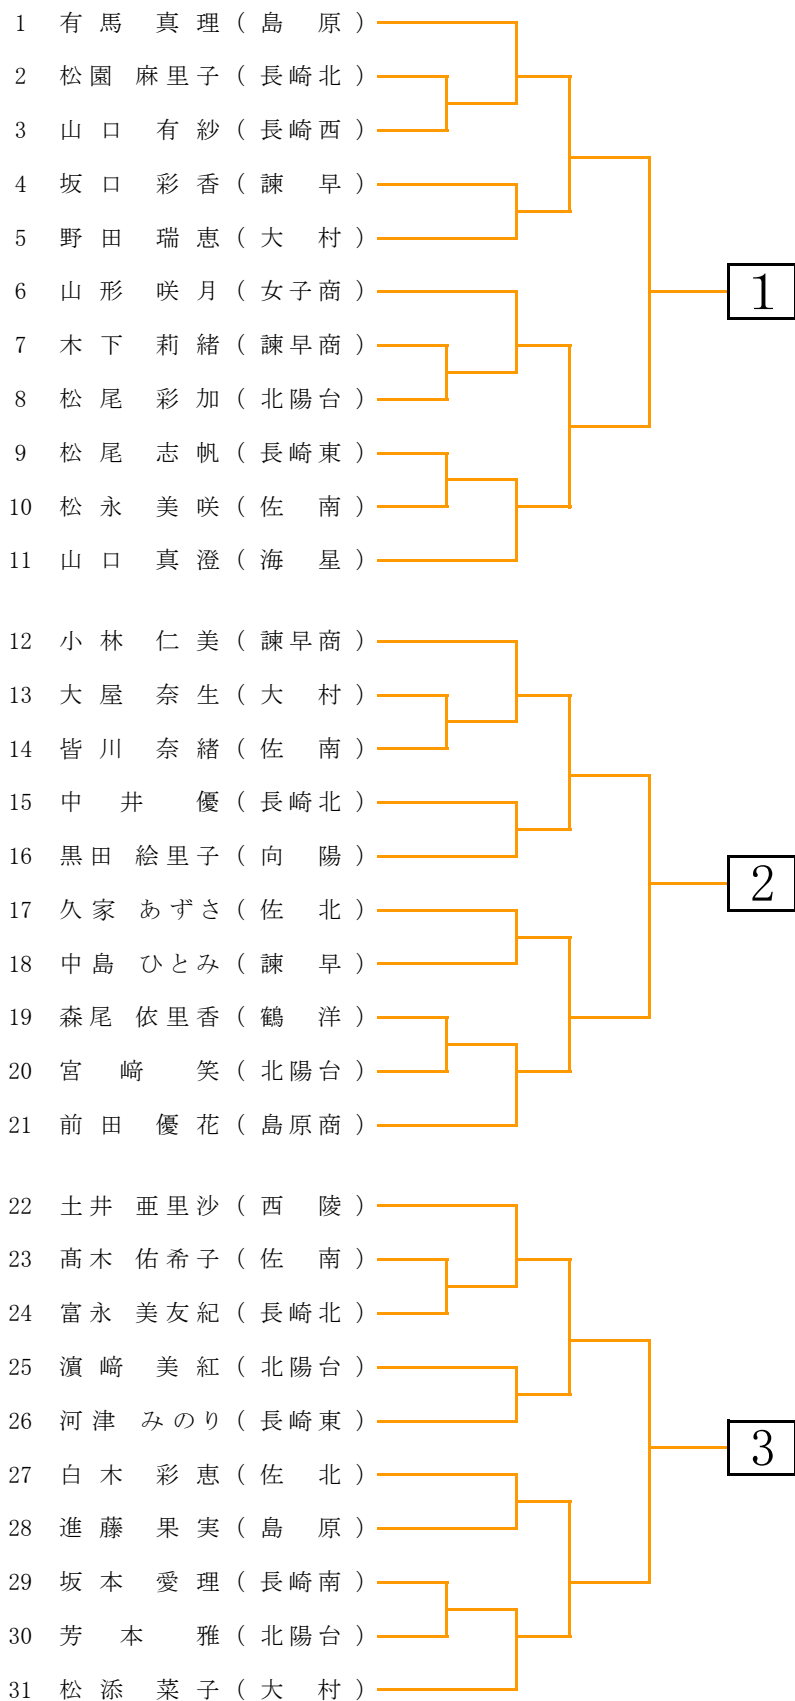 1 有馬 真理 ( 島 原 )
2 松園 麻里子 ( 長崎北 )
3 山口 有紗 ( 長崎西 )
4 坂口 彩香 ( 諫 早 )
5 野田 瑞恵 ( 大 村 )
6 山形 咲月 ( 女子商 )
1
7 木下 莉緒 ( 諫早商 )
8 松尾 彩加 ( 北陽台 )
9 松尾 志帆 ( 長崎東 )
10 松永 美咲 ( 佐 南 )
11 山口 真澄 ( 海 星 )
12 小林 仁美 ( 諫早商 )
13 大屋 奈生 ( 大 村 )
14 皆川 奈緒 ( 佐 南 )
15 中井 優 ( 長崎北 )
16 黒田 絵里子 ( 向 陽 )
2
17 久家 あずさ ( 佐 北 )
18 中島 ひとみ ( 諫 早 )
19 森尾 依里香 ( 鶴 洋 )
20 宮﨑 笑 ( 北陽台 )
21 前田 優花 ( 島原商 )
22 土井 亜里沙 ( 西 陵 )
23 髙木 佑希子 ( 佐 南 )
24 富永 美友紀 ( 長崎北 )
25 濵﨑 美紅 ( 北陽台 )
26 河津 みのり ( 長崎東 )
3
27 白木 彩恵 ( 佐 北 )
28 進藤 果実 ( 島 原 )
29 坂本 愛理 ( 長崎南 )
30 芳本 雅 ( 北陽台 )
31 松添 菜子 ( 大 村 )